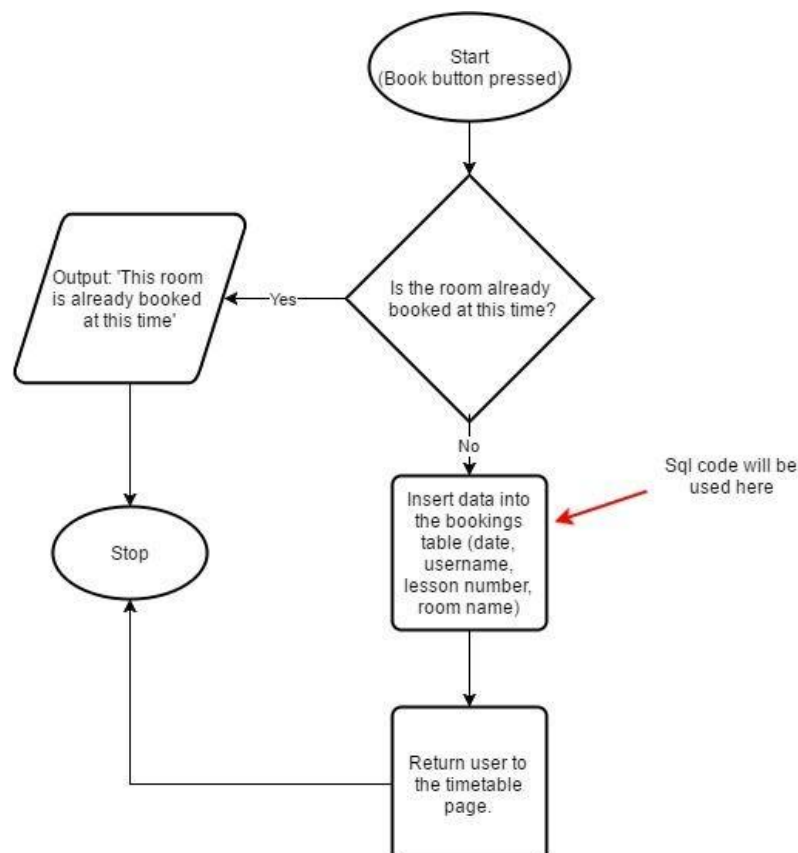 Start
(Book button pressed)
Is the room already
booked at this time?
Yes
Output: 'This room
is already booked
at this time'
No
Sql code will be
used here
Insert data into
the bookings
table (date,
username,
lesson number,
room name)
Stop
Return user to
the timetable
page.